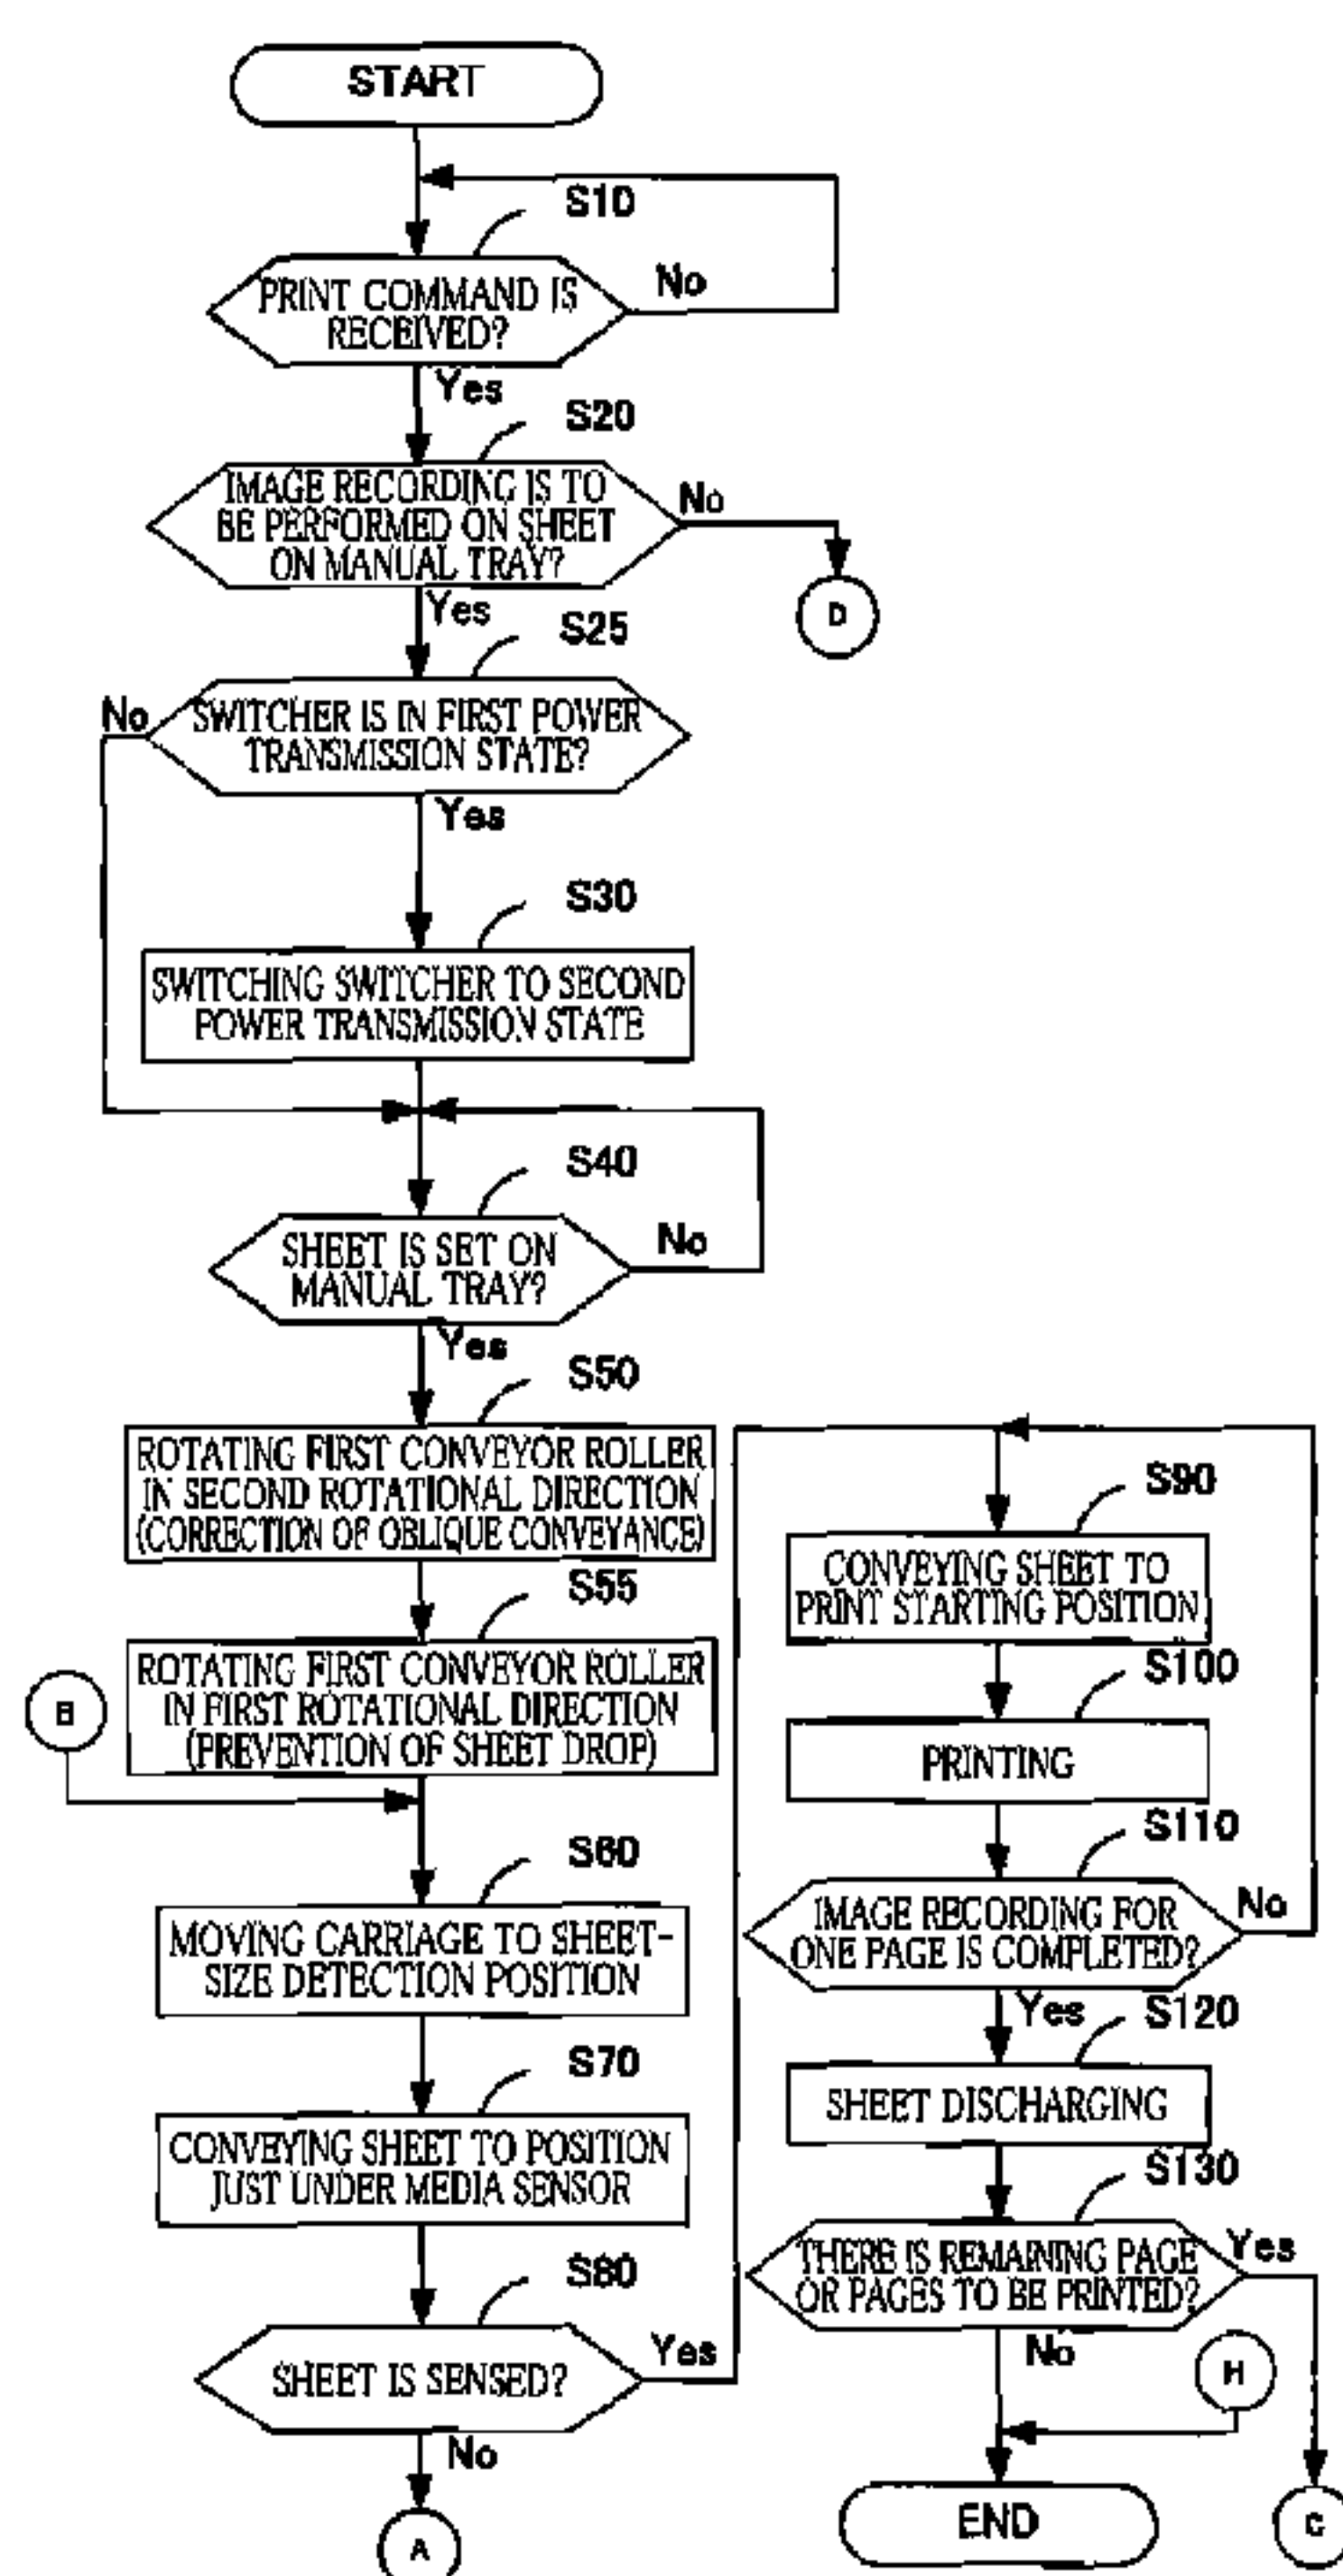 START
S10
PRINT COMMAND IS
RECEIVED?
No
Yes
S20
IMAGE RECORDING IS TO
BE PERFORMED ON SHEET
ON MANUAL TRAY?
No
D
Yes
S25
SWITCHER IS IN FIRST POWER
TRANSMISSION STATE?
No
Yes
S30
SWITCHING SWITCHER TO SECOND
POWER TRANSMISSION STATE
S40
SHEET IS SET ON
MANUAL TRAY?
No
Yes
S50
ROTATING FIRST CONVEYOR ROLLER
IN SECOND ROTATIONAL DIRECTION
(CORRECTION OF OBLIQUE CONVEYANCE)
S55
ROTATING FIRST CONVEYOR ROLLER
IN FIRST ROTATIONAL DIRECTION
(PREVENTION OF SHEET DROP)
B
S60
MOVING CARRIAGE TO SHEET-
SIZE DETECTION POSITION
S70
CONVEYING SHEET TO POSITION
JUST UNDER MEDIA SENSOR
S80
SHEET IS SENSED?
Yes
No
A
S90
CONVEYING SHEET TO
PRINT STARTING POSITION
S100
PRINTING
S110
IMAGE RECORDING FOR
ONE PAGE IS COMPLETED?
No
Yes
S120
SHEET DISCHARGING
S130
THERE IS REMAINING PAGE
OR PAGES TO BE PRINTED?
Yes
No
H
END
C